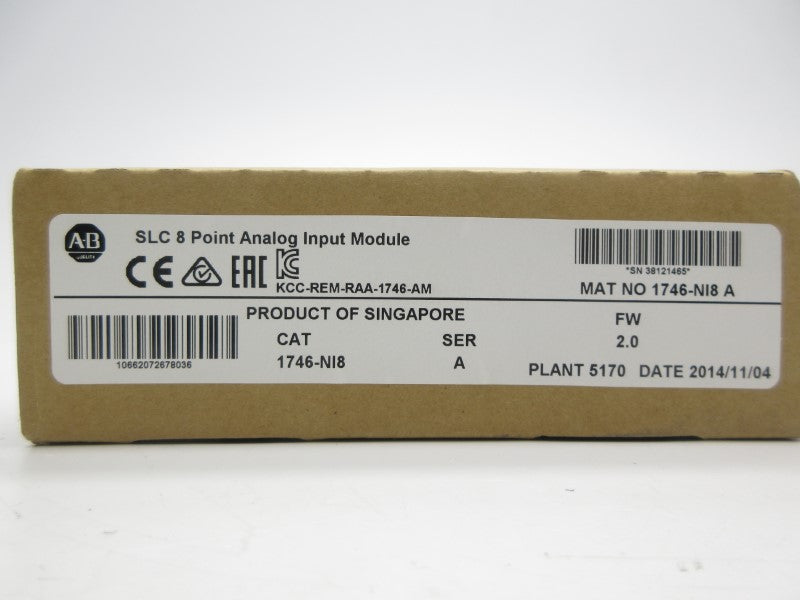 A-B
QUALITY
SLC 8 Point Analog Input Module
CE EAC
KCC-REM-RAA-1746-AM
*SN 38121465*
MAT NO 1746-NI8 A
PRODUCT OF SINGAPORE
FW
CAT SER 2.0
1746-NI8 A
10662072678036
PLANT 5170 DATE 2014/11/04